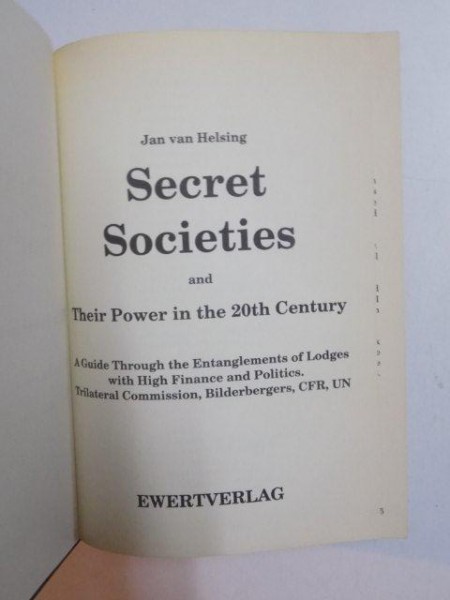 Jan van Helsing
Secret
Societies
and
Their Power in the 20th Century
A Guide Through the Entanglements of Lodges
with High Finance and Politics.
Trilateral Commission, Bilderbergers, CFR, UN
EWERTVERLAG
5